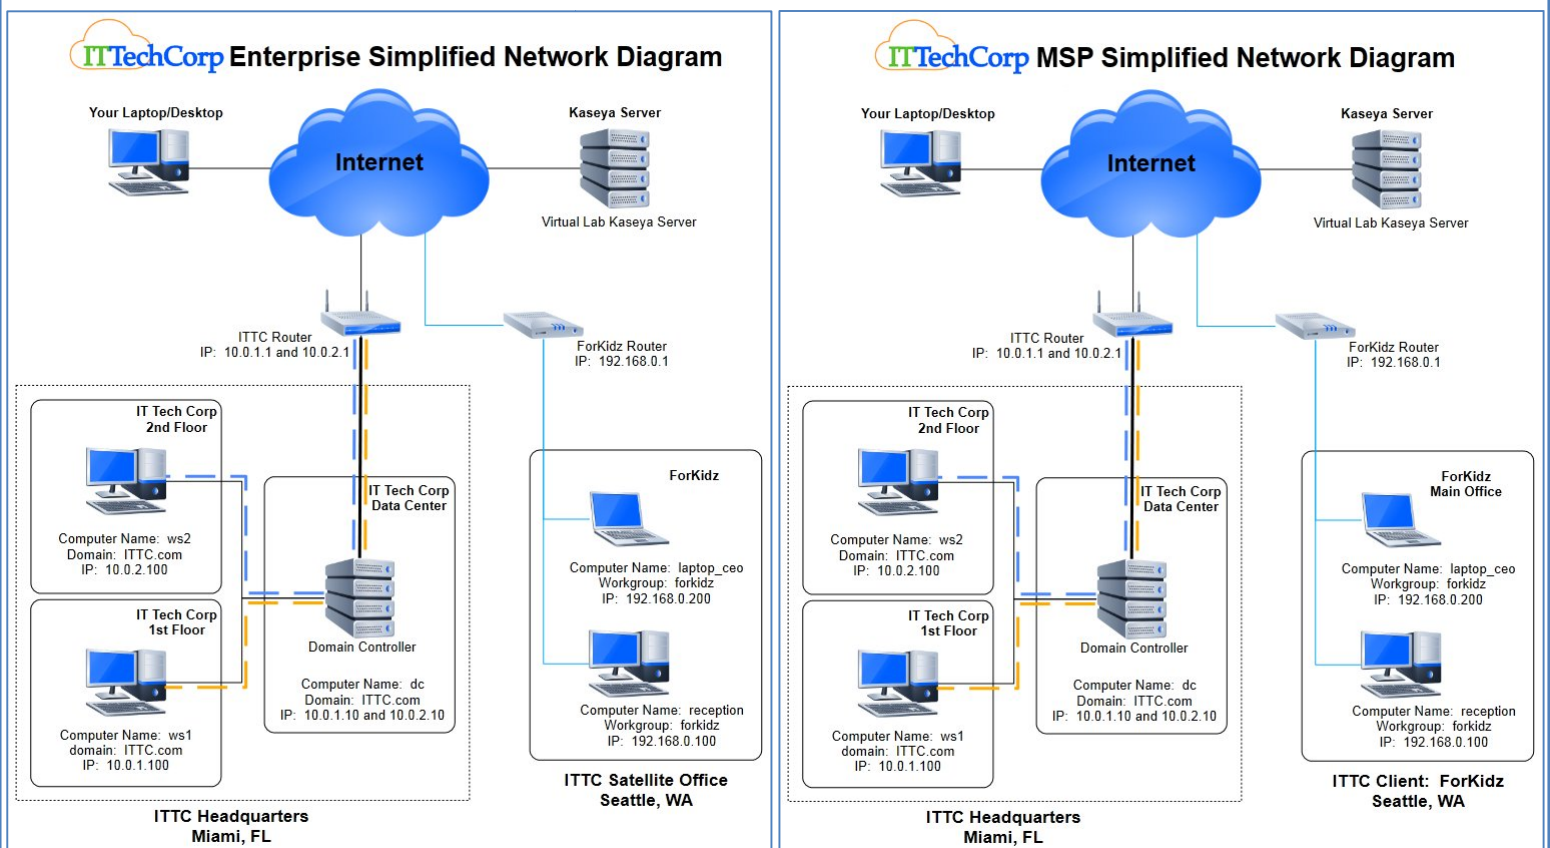 ITTechCorp Enterprise Simplified Network Diagram
Your Laptop/Desktop
Kaseya Server
Internet
Virtual Lab Kaseya Server
ITTC Router
IP: 10.0.1.1 and 10.0.2.1
ForKidz Router
IP: 192.168.0.1
IT Tech Corp
2nd Floor
Computer Name: ws2
Domain: ITTC.com
IP: 10.0.2.100
IT Tech Corp
Data Center
Domain Controller
Computer Name: dc
Domain: ITTC.com
IP: 10.0.1.10 and 10.0.2.10
IT Tech Corp
1st Floor
Computer Name: ws1
domain: ITTC.com
IP: 10.0.1.100
ITTC Headquarters
Miami, FL
ForKidz
Computer Name: laptop_ceo
Workgroup: forkidz
IP: 192.168.0.200
Computer Name: reception
Workgroup: forkidz
IP: 192.168.0.100
ITTC Satellite Office
Seattle, WA
ITTechCorp MSP Simplified Network Diagram
Your Laptop/Desktop
Kaseya Server
Internet
Virtual Lab Kaseya Server
ITTC Router
IP: 10.0.1.1 and 10.0.2.1
ForKidz Router
IP: 192.168.0.1
IT Tech Corp
2nd Floor
Computer Name: ws2
Domain: ITTC.com
IP: 10.0.2.100
IT Tech Corp
Data Center
Domain Controller
Computer Name: dc
Domain: ITTC.com
IP: 10.0.1.10 and 10.0.2.10
IT Tech Corp
1st Floor
Computer Name: ws1
domain: ITTC.com
IP: 10.0.1.100
ITTC Headquarters
Miami, FL
ForKidz
Main Office
Computer Name: laptop_ceo
Workgroup: forkidz
IP: 192.168.0.200
Computer Name: reception
Workgroup: forkidz
IP: 192.168.0.100
ITTC Client: ForKidz
Seattle, WA